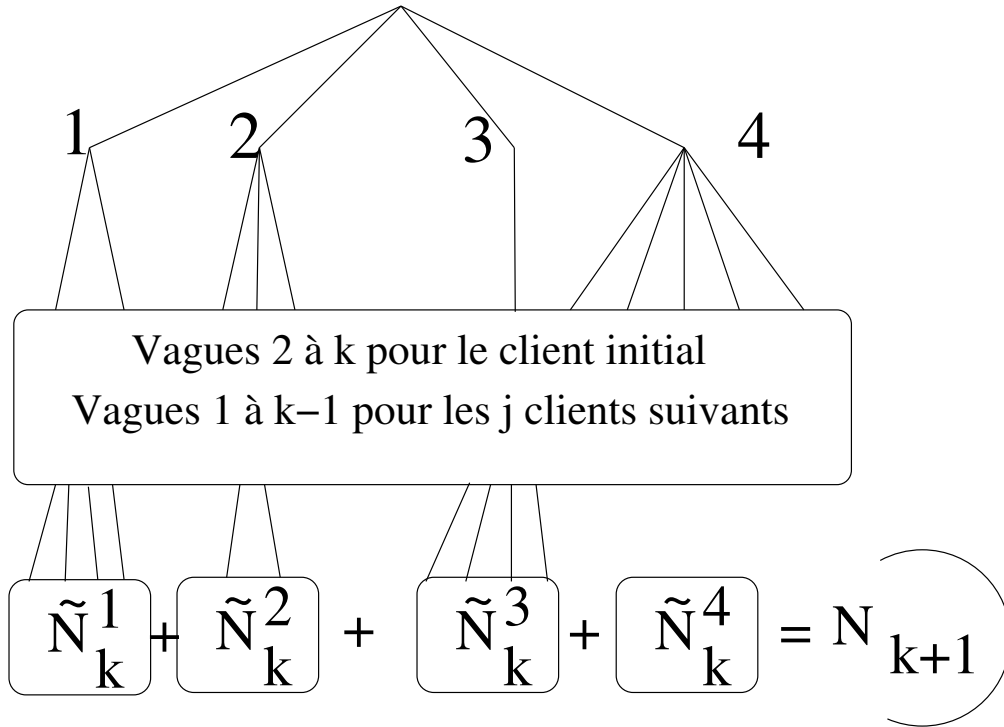 1 2 3 4
Vagues 2 à k pour le client initial
Vagues 1 à k−1 pour les j clients suivants
Ñ¹ₖ + Ñ²ₖ + Ñ³ₖ + Ñ⁴ₖ = Nₖ₊₁